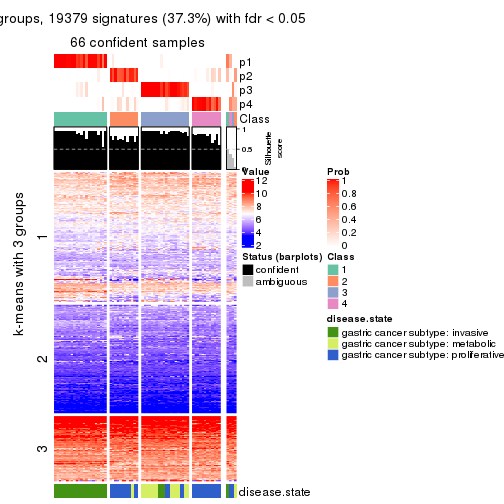 groups, 19379 signatures (37.3%) with fdr < 0.05
66 confident samples
p1
p2
p3
p4
Class
1
0.5
0
Silhouette
score
k-means with 3 groups
1
2
3
disease.state
Value
12
10
8
6
4
2
Prob
1
0.8
0.6
0.4
0.2
0
Status (barplots)
confident
ambiguous
Class
1
2
3
4
disease.state
gastric cancer subtype: invasive
gastric cancer subtype: metabolic
gastric cancer subtype: proliferative